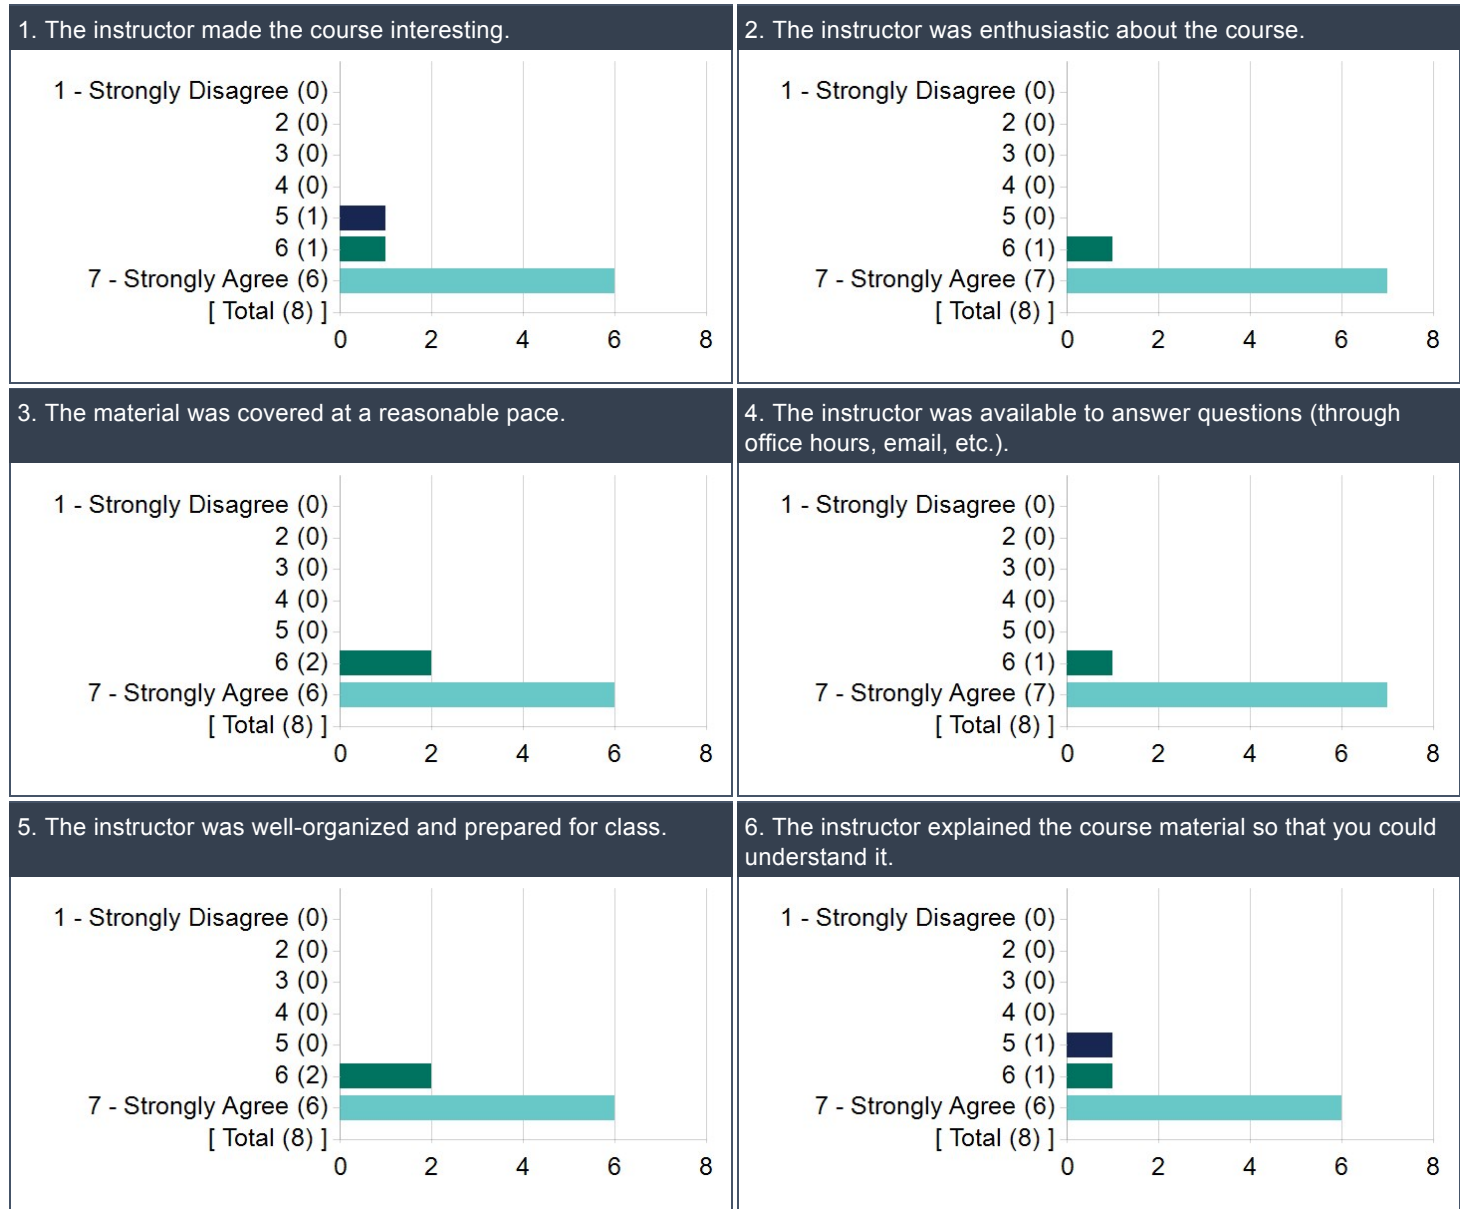 1. The instructor made the course interesting.
1 - Strongly Disagree (0)
2 (0)
3 (0)
4 (0)
5 (1)
6 (1)
7 - Strongly Agree (6)
[ Total (8) ]
0 2 4 6 8
2. The instructor was enthusiastic about the course.
1 - Strongly Disagree (0)
2 (0)
3 (0)
4 (0)
5 (0)
6 (1)
7 - Strongly Agree (7)
[ Total (8) ]
0 2 4 6 8
3. The material was covered at a reasonable pace.
1 - Strongly Disagree (0)
2 (0)
3 (0)
4 (0)
5 (0)
6 (2)
7 - Strongly Agree (6)
[ Total (8) ]
0 2 4 6 8
4. The instructor was available to answer questions (through
office hours, email, etc.).
1 - Strongly Disagree (0)
2 (0)
3 (0)
4 (0)
5 (0)
6 (1)
7 - Strongly Agree (7)
[ Total (8) ]
0 2 4 6 8
5. The instructor was well-organized and prepared for class.
1 - Strongly Disagree (0)
2 (0)
3 (0)
4 (0)
5 (0)
6 (2)
7 - Strongly Agree (6)
[ Total (8) ]
0 2 4 6 8
6. The instructor explained the course material so that you could
understand it.
1 - Strongly Disagree (0)
2 (0)
3 (0)
4 (0)
5 (1)
6 (1)
7 - Strongly Agree (6)
[ Total (8) ]
0 2 4 6 8